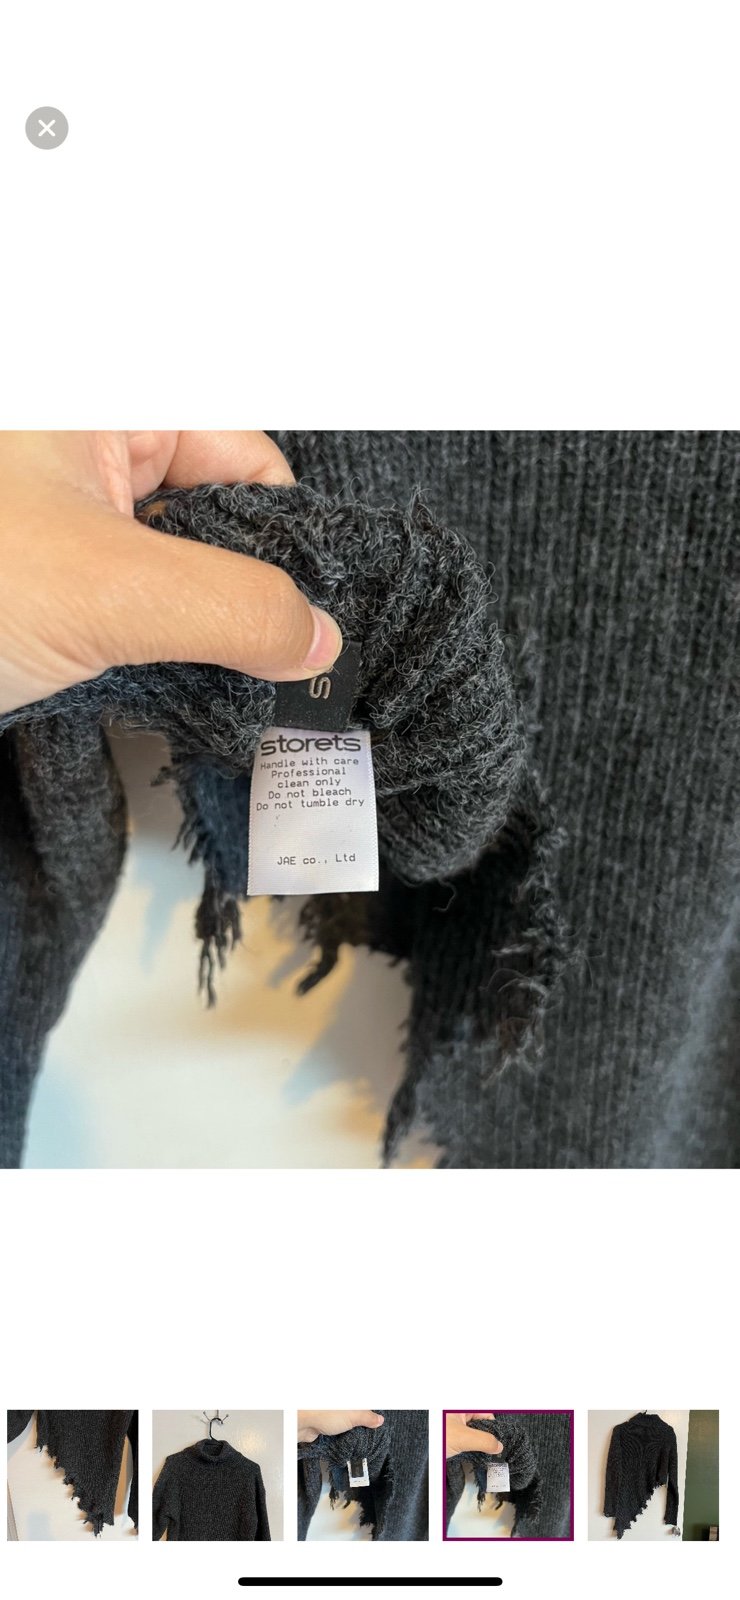 S
storets
Handle with care
Professional
clean only
Do not bleach
Do not tumble dry
JAE co., Ltd